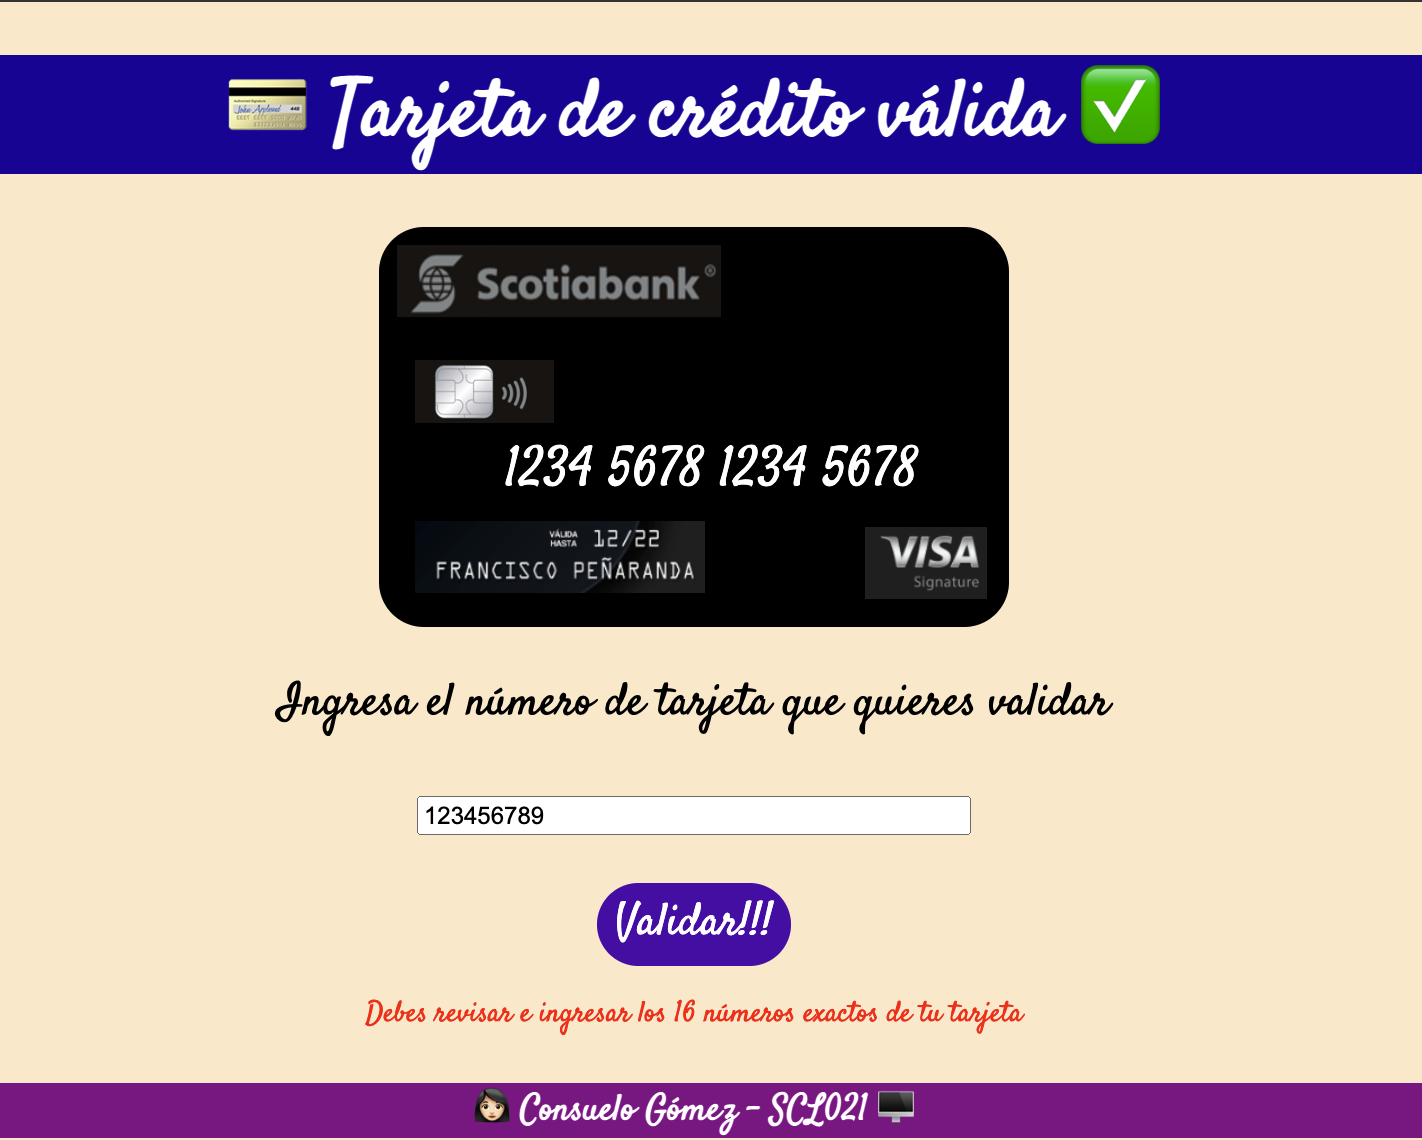 💳 Tarjeta de crédito válida ✅
Scotiabank®
1234 5678 1234 5678
VÁLIDA HASTA 12/22
FRANCISCO PEÑARANDA
VISA
Signature
Ingresa el número de tarjeta que quieres validar
123456789
Validar!!!
Debes revisar e ingresar los 16 números exactos de tu tarjeta
👩🏻 Consuelo Gómez - SCL021 🖥️